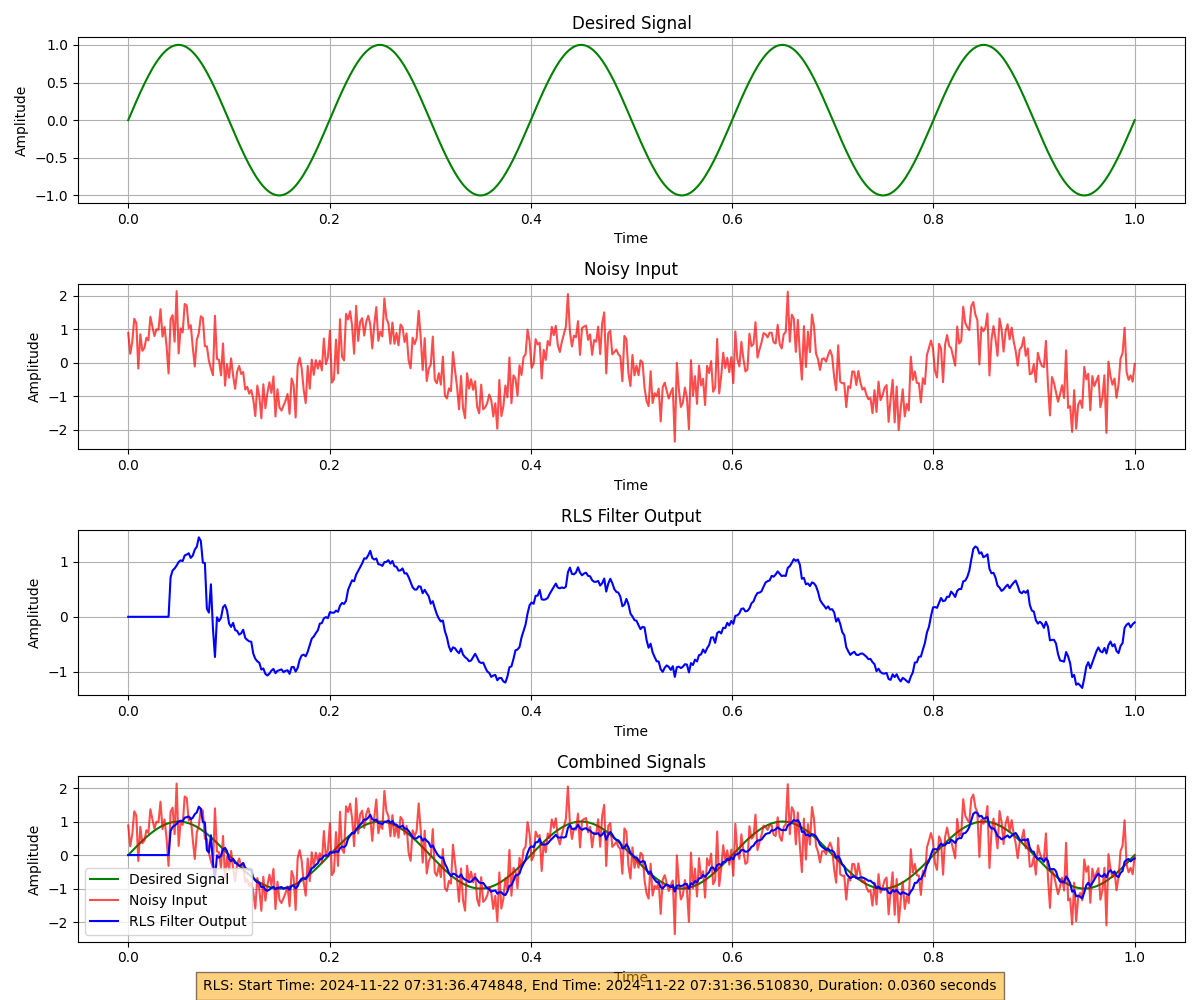 Desired Signal
Amplitude
1.0
0.5
0.0
−0.5
−1.0
0.0 0.2 0.4 0.6 0.8 1.0
Time
Noisy Input
Amplitude
2
1
0
−1
−2
0.0 0.2 0.4 0.6 0.8 1.0
Time
RLS Filter Output
Amplitude
1
0
−1
0.0 0.2 0.4 0.6 0.8 1.0
Time
Combined Signals
Amplitude
2
1
0
−1
−2
Desired Signal
Noisy Input
RLS Filter Output
0.0 0.2 0.4 0.6 0.8 1.0
Time
RLS: Start Time: 2024-11-22 07:31:36.474848, End Time: 2024-11-22 07:31:36.510830, Duration: 0.0360 seconds